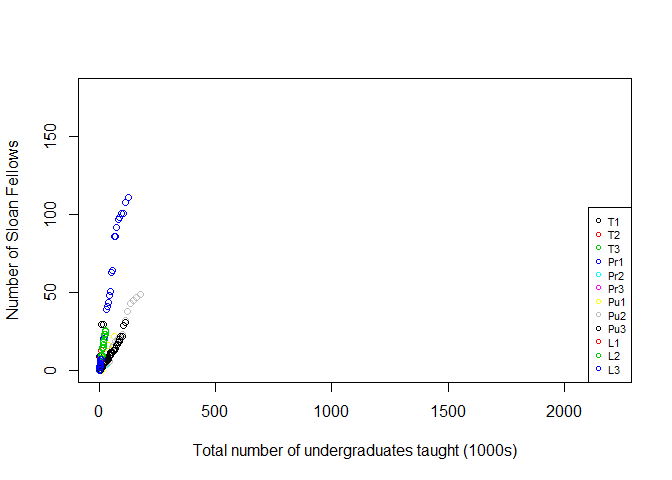 Number of Sloan Fellows
150
100
50
0
0
500
1000
1500
2000
Total number of undergraduates taught (1000s)
T1
T2
T3
Pr1
Pr2
Pr3
Pu1
Pu2
Pu3
L1
L2
L3